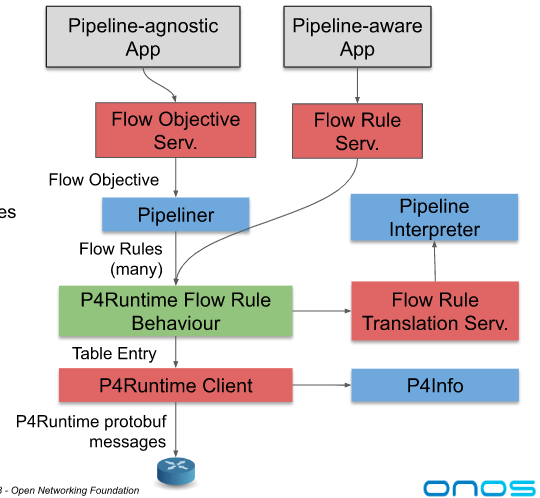 Pipeline-agnostic
App
Pipeline-aware
App
Flow Objective
Serv.
Flow Rule
Serv.
Flow Objective
es
Pipeliner
Pipeline
Interpreter
Flow Rules
(many)
P4Runtime Flow Rule
Behaviour
Flow Rule
Translation Serv.
Table Entry
P4Runtime Client
P4Info
P4Runtime protobuf
messages
- Open Networking Foundation
onos